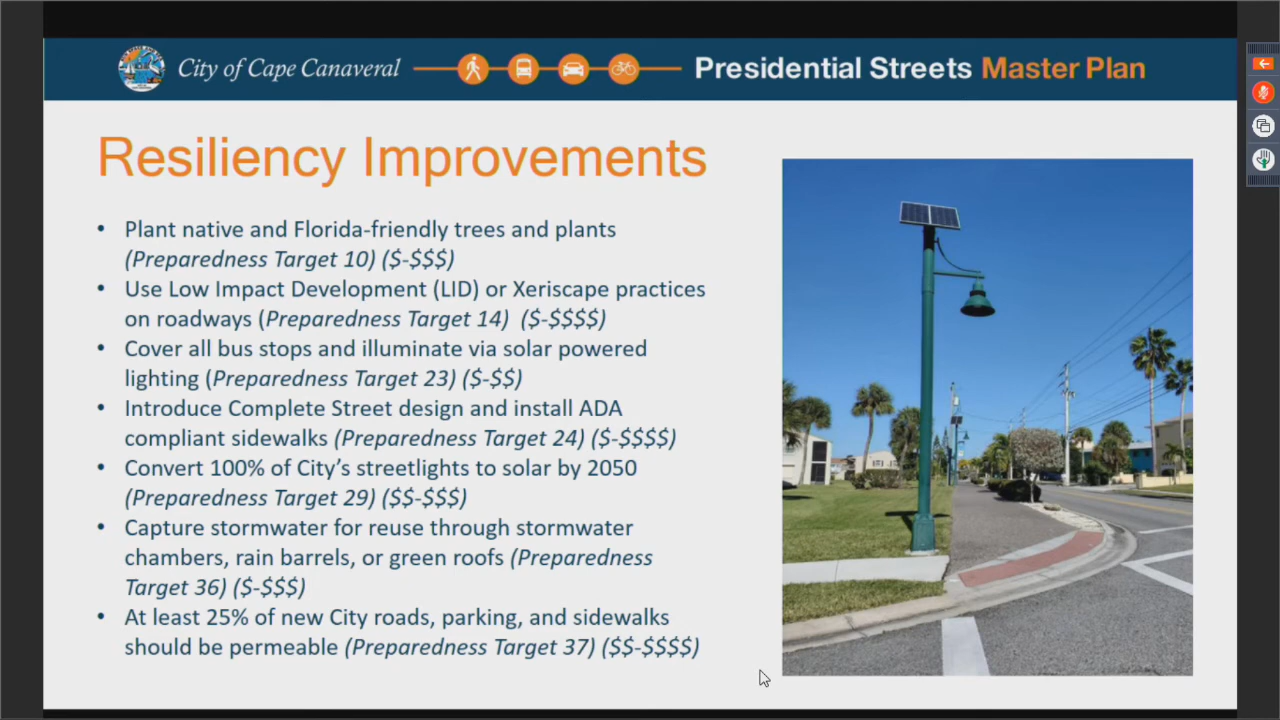 City of Cape Canaveral
Presidential Streets Master Plan
Resiliency Improvements
• Plant native and Florida-friendly trees and plants
(Preparedness Target 10) ($-$$$)
• Use Low Impact Development (LID) or Xeriscape practices
on roadways (Preparedness Target 14) ($-$$$$)
• Cover all bus stops and illuminate via solar powered
lighting (Preparedness Target 23) ($-$$)
• Introduce Complete Street design and install ADA
compliant sidewalks (Preparedness Target 24) ($-$$$$)
• Convert 100% of City's streetlights to solar by 2050
(Preparedness Target 29) ($$-$$$)
• Capture stormwater for reuse through stormwater
chambers, rain barrels, or green roofs (Preparedness
Target 36) ($-$$$)
• At least 25% of new City roads, parking, and sidewalks
should be permeable (Preparedness Target 37) ($$-$$$$)